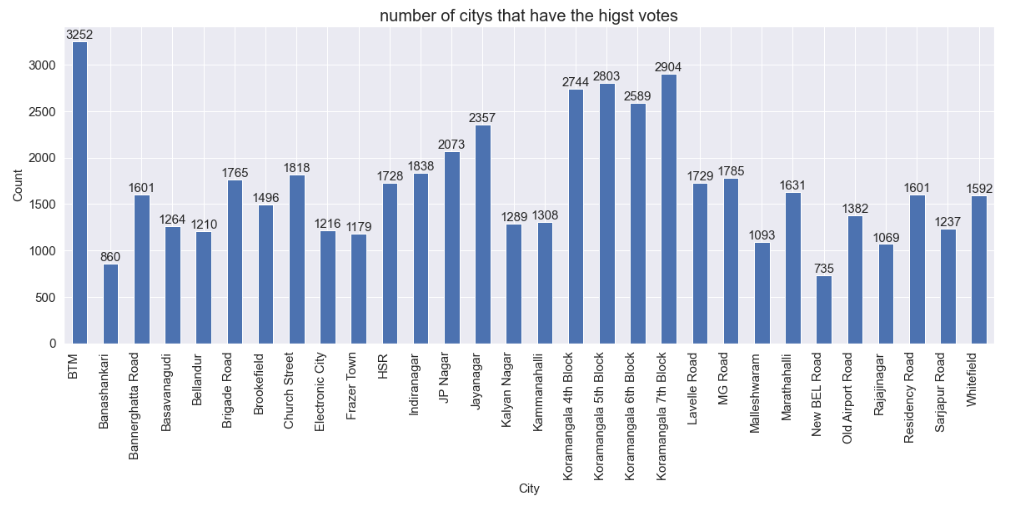 number of citys that have the higst votes
3252
860
1601
1264
1210
1765
1496
1818
1216
1179
1728
1838
2073
2357
1289
1308
2744
2803
2589
2904
1729
1785
1093
1631
735
1382
1069
1601
1237
1592
Count
3000
2500
2000
1500
1000
500
0
BTM
Banashankari
Bannerghatta Road
Basavanagudi
Bellandur
Brigade Road
Brookefield
Church Street
Electronic City
Frazer Town
HSR
Indiranagar
JP Nagar
Jayanagar
Kalyan Nagar
Kammanahalli
Koramangala 4th Block
Koramangala 5th Block
Koramangala 6th Block
Koramangala 7th Block
Lavelle Road
MG Road
Malleshwaram
Marathahalli
New BEL Road
Old Airport Road
Rajajinagar
Residency Road
Sarjapur Road
Whitefield
City